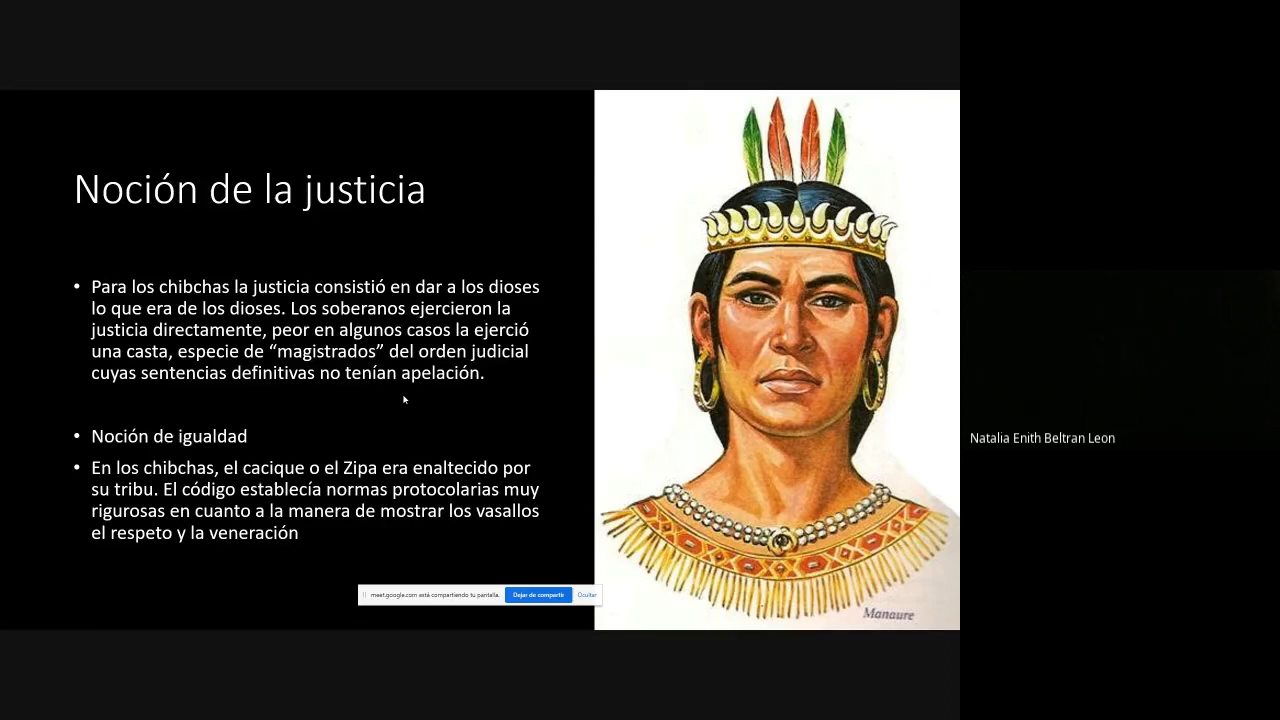 Noción de la justicia
• Para los chibchas la justicia consistió en dar a los dioses
lo que era de los dioses. Los soberanos ejercieron la
justicia directamente, peor en algunos casos la ejerció
una casta, especie de “magistrados” del orden judicial
cuyas sentencias definitivas no tenían apelación.
• Noción de igualdad
• En los chibchas, el cacique o el Zipa era enaltecido por
su tribu. El código establecía normas protocolarias muy
rigurosas en cuanto a la manera de mostrar los vasallos
el respeto y la veneración
meet.google.com está compartiendo tu pantalla.
Dejar de compartir
Ocultar
Manaure
Natalia Enith Beltran Leon